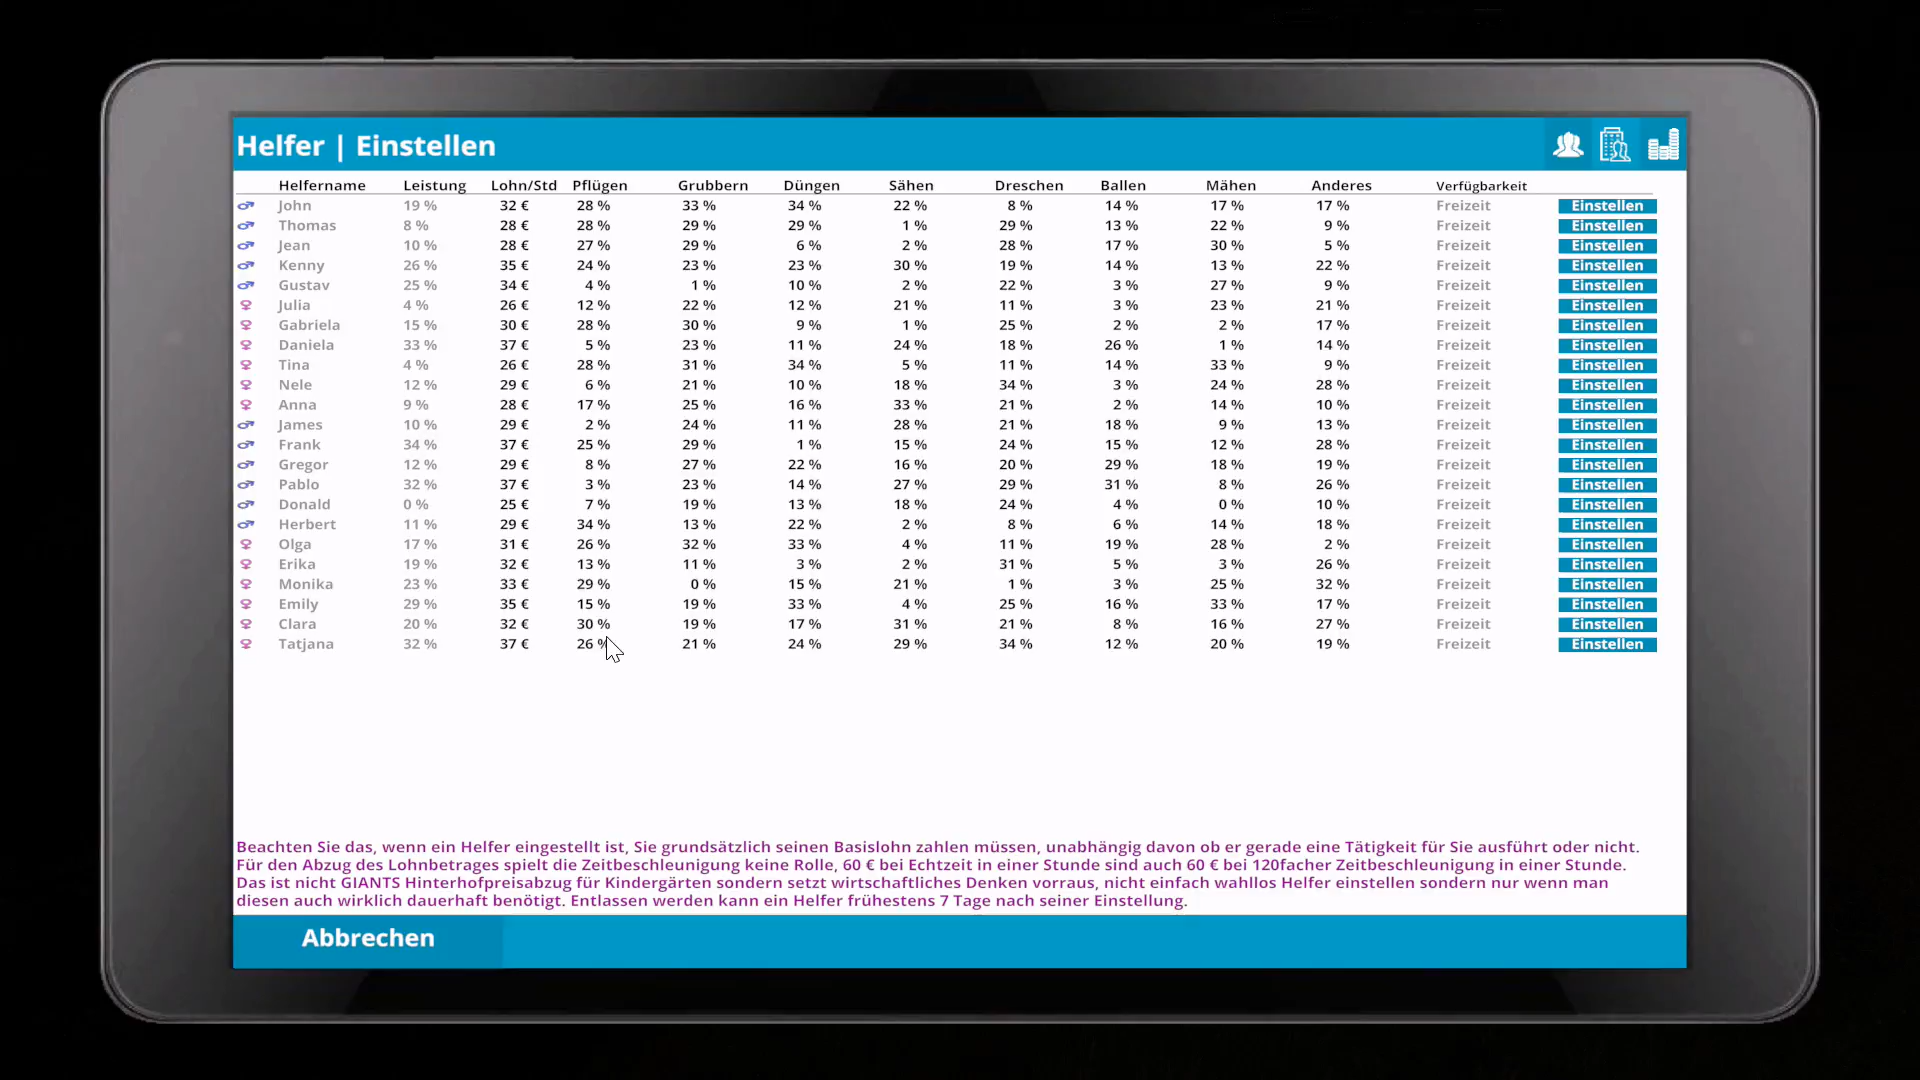 Helfer | Einstellen
Helfername Leistung Lohn/Std Pflügen Grubbern Düngen Sähen Dreschen Ballen Mähen Anderes Verfügbarkeit
John 19 % 32 € 28 % 33 % 34 % 22 % 8 % 14 % 17 % 17 % Freizeit Einstellen
Thomas 8 % 28 € 28 % 29 % 29 % 1 % 29 % 13 % 22 % 9 % Freizeit Einstellen
Jean 10 % 28 € 27 % 29 % 6 % 2 % 28 % 17 % 30 % 5 % Freizeit Einstellen
Kenny 26 % 35 € 24 % 23 % 23 % 30 % 19 % 14 % 13 % 22 % Freizeit Einstellen
Gustav 25 % 34 € 4 % 1 % 10 % 2 % 22 % 3 % 27 % 9 % Freizeit Einstellen
Julia 4 % 26 € 12 % 22 % 12 % 21 % 11 % 3 % 23 % 21 % Freizeit Einstellen
Gabriela 15 % 30 € 28 % 30 % 9 % 1 % 25 % 2 % 2 % 17 % Freizeit Einstellen
Daniela 33 % 37 € 5 % 23 % 11 % 24 % 18 % 26 % 1 % 14 % Freizeit Einstellen
Tina 4 % 26 € 28 % 31 % 34 % 5 % 11 % 14 % 33 % 9 % Freizeit Einstellen
Nele 12 % 29 € 6 % 21 % 10 % 18 % 34 % 3 % 24 % 28 % Freizeit Einstellen
Anna 9 % 28 € 17 % 25 % 16 % 33 % 21 % 2 % 14 % 10 % Freizeit Einstellen
James 10 % 29 € 2 % 24 % 11 % 28 % 21 % 18 % 9 % 13 % Freizeit Einstellen
Frank 34 % 37 € 25 % 29 % 1 % 15 % 24 % 15 % 12 % 28 % Freizeit Einstellen
Gregor 12 % 29 € 8 % 27 % 22 % 16 % 20 % 29 % 18 % 19 % Freizeit Einstellen
Pablo 32 % 37 € 3 % 23 % 14 % 27 % 29 % 31 % 8 % 26 % Freizeit Einstellen
Donald 0 % 25 € 7 % 19 % 13 % 18 % 24 % 4 % 0 % 10 % Freizeit Einstellen
Herbert 11 % 29 € 34 % 13 % 22 % 2 % 8 % 6 % 14 % 18 % Freizeit Einstellen
Olga 17 % 31 € 26 % 32 % 33 % 4 % 11 % 19 % 28 % 2 % Freizeit Einstellen
Erika 19 % 32 € 13 % 11 % 3 % 2 % 31 % 5 % 3 % 26 % Freizeit Einstellen
Monika 23 % 33 € 29 % 0 % 15 % 21 % 1 % 3 % 25 % 32 % Freizeit Einstellen
Emily 29 % 35 € 15 % 19 % 33 % 4 % 25 % 16 % 33 % 17 % Freizeit Einstellen
Clara 20 % 32 € 30 % 19 % 17 % 31 % 21 % 8 % 16 % 27 % Freizeit Einstellen
Tatjana 32 % 37 € 26 % 21 % 24 % 29 % 34 % 12 % 20 % 19 % Freizeit Einstellen
Beachten Sie das, wenn ein Helfer eingestellt ist, Sie grundsätzlich seinen Basislohn zahlen müssen, unabhängig davon ob er gerade eine Tätigkeit für Sie ausführt oder nicht.
Für den Abzug des Lohnbetrages spielt die Zeitbeschleunigung keine Rolle, 60 € bei Echtzeit in einer Stunde sind auch 60 € bei 120facher Zeitbeschleunigung in einer Stunde.
Das ist nicht GIANTS Hinterhofpreisabzug für Kindergärten sondern setzt wirtschaftliches Denken vorraus, nicht einfach wahllos Helfer einstellen sondern nur wenn man
diesen auch wirklich dauerhaft benötigt. Entlassen werden kann ein Helfer frühestens 7 Tage nach seiner Einstellung.
Abbrechen